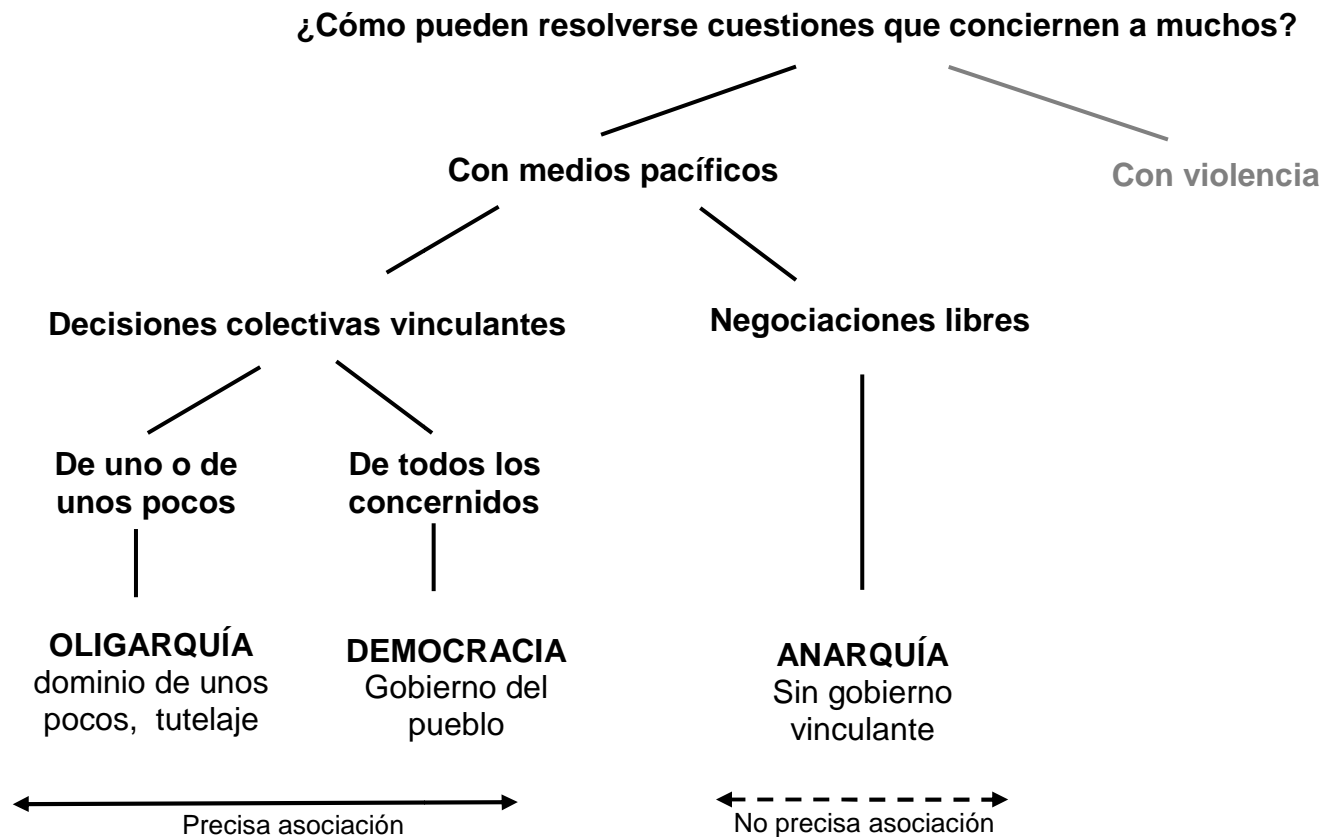 ¿Cómo pueden resolverse cuestiones que conciernen a muchos?
Con medios pacíficos
Con violencia
Decisiones colectivas vinculantes
Negociaciones libres
De uno o de
unos pocos
De todos los
concernidos
OLIGARQUÍA
dominio de unos
pocos, tutelaje
DEMOCRACIA
Gobierno del
pueblo
ANARQUÍA
Sin gobierno
vinculante
Precisa asociación
No precisa asociación